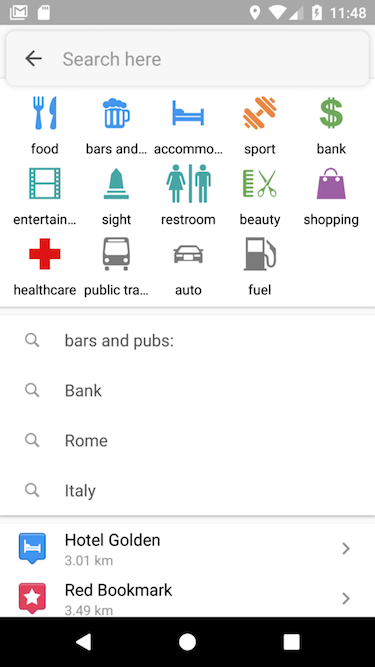 11:48
Search here
food bars and... accommo... sport bank
entertain... sight restroom beauty shopping
healthcare public tra... auto fuel
bars and pubs:
Bank
Rome
Italy
Hotel Golden
3.01 km
Red Bookmark
3.49 km